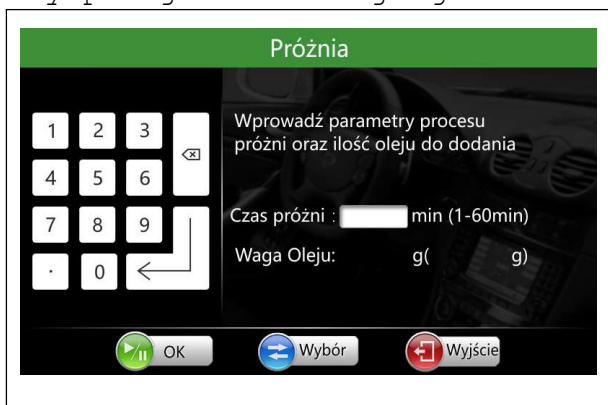 Próżnia
1 2 3
4 5 6
7 8 9
. 0
Wprowadź parametry procesu
próżni oraz ilość oleju do dodania
Czas próżni : min (1-60min)
Waga Oleju: g( g)
OK Wybór Wyjście